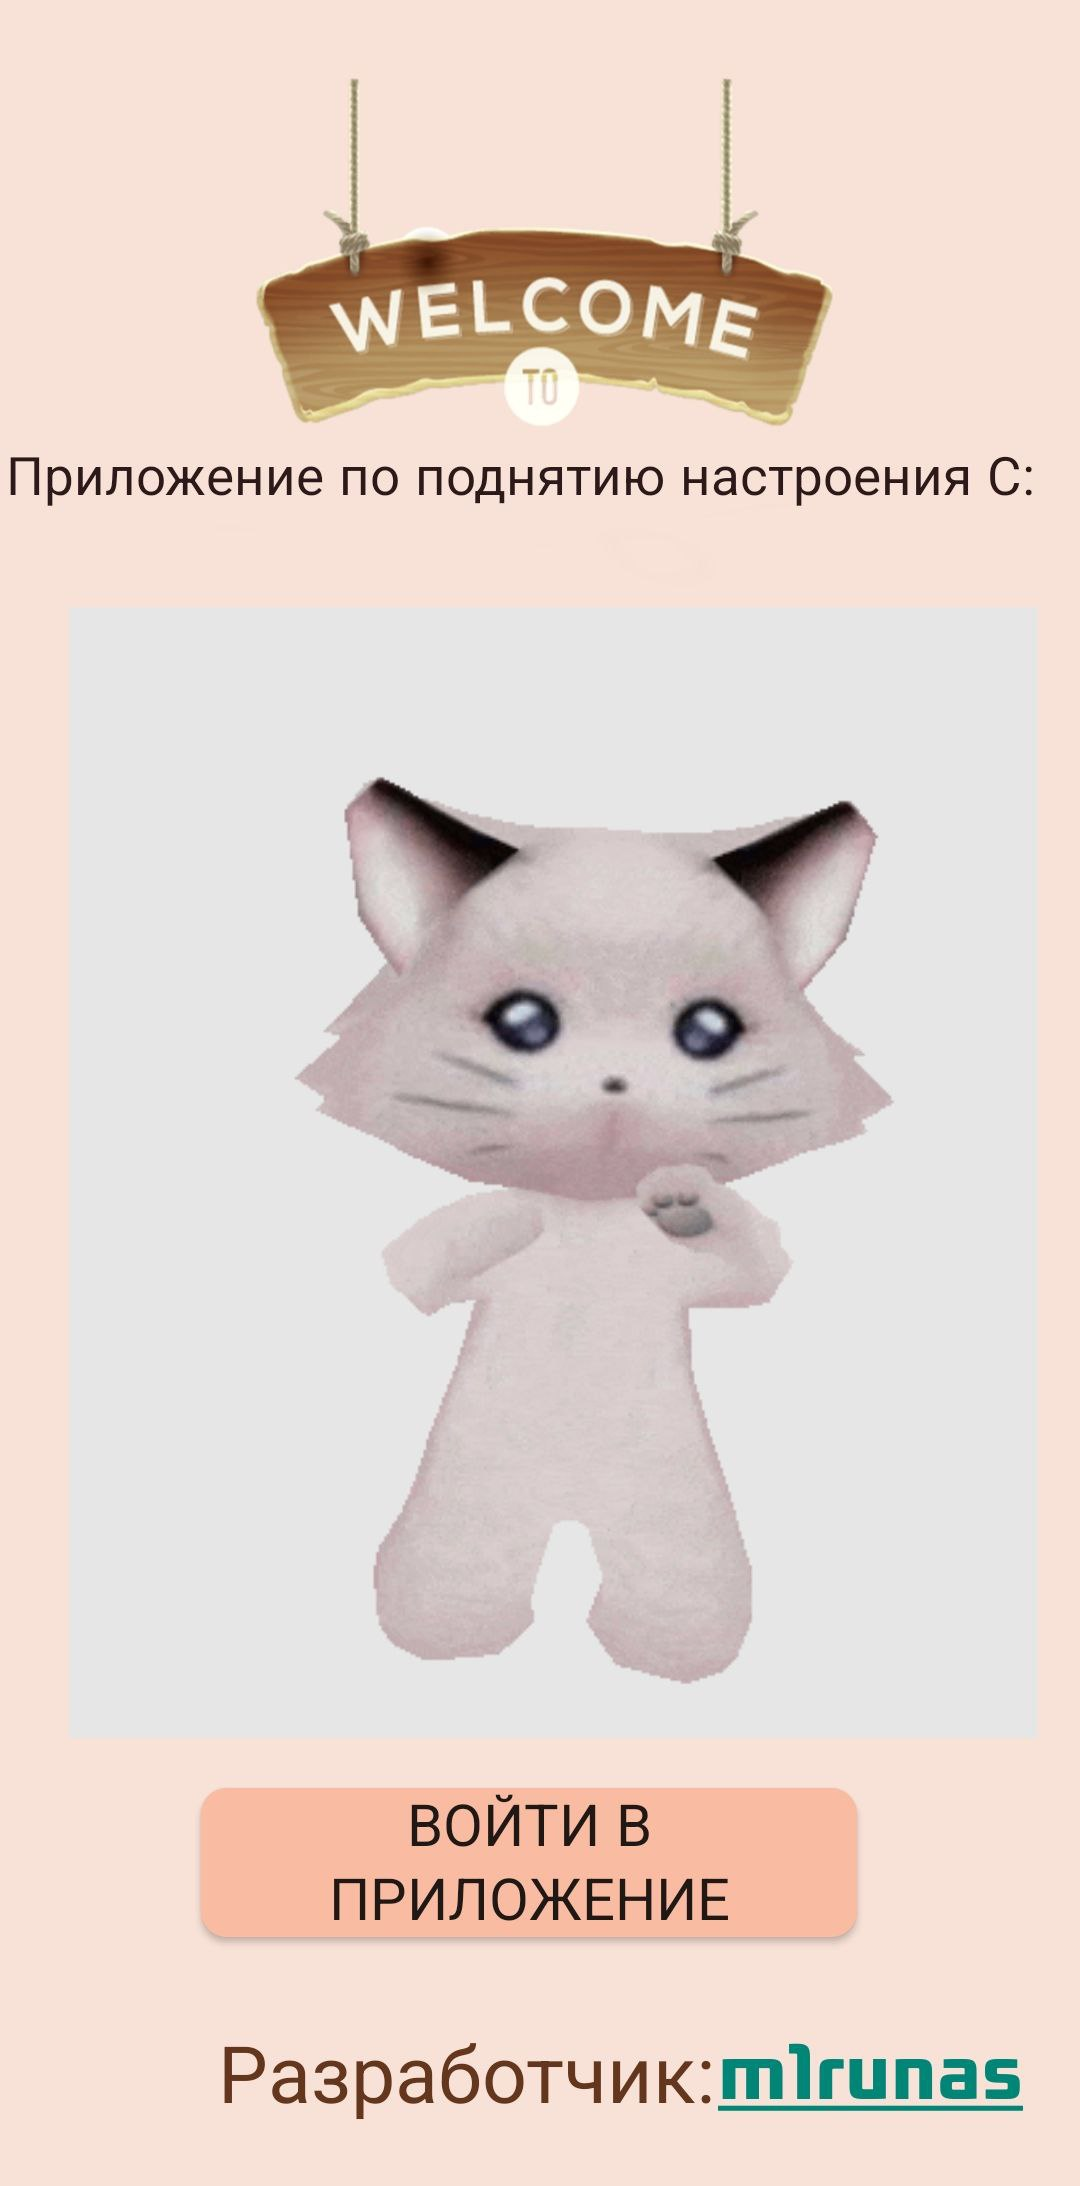 WELCOME
TO
Приложение по поднятию настроения С:
ВОЙТИ В
ПРИЛОЖЕНИЕ
Разработчик:m1runas